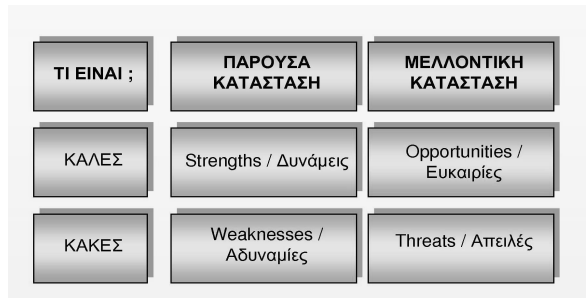 ΤΙ ΕΙΝΑΙ ;
ΠΑΡΟΥΣΑ
ΚΑΤΑΣΤΑΣΗ
ΜΕΛΛΟΝΤΙΚΗ
ΚΑΤΑΣΤΑΣΗ
ΚΑΛΕΣ
Strengths / Δυνάμεις
Opportunities /
Ευκαιρίες
ΚΑΚΕΣ
Weaknesses /
Αδυναμίες
Threats / Απειλές